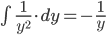 ∫ 1/y² · dy = − 1/y